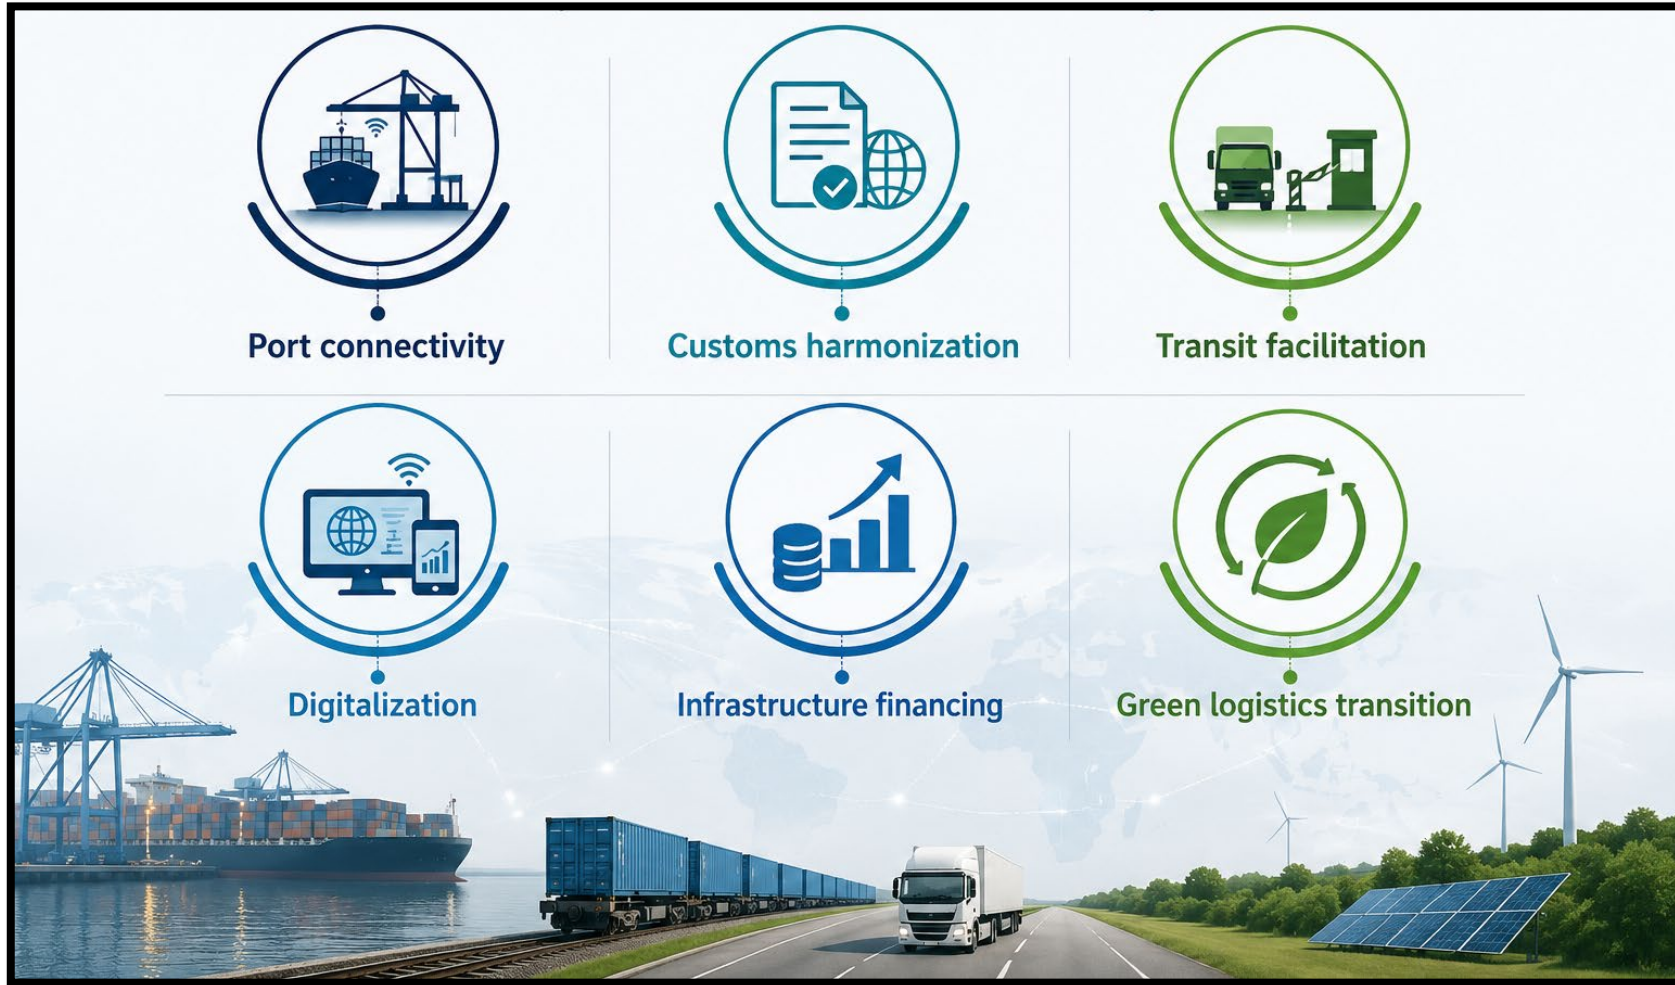 Port connectivity
Customs harmonization
Transit facilitation
Digitalization
Infrastructure financing
Green logistics transition